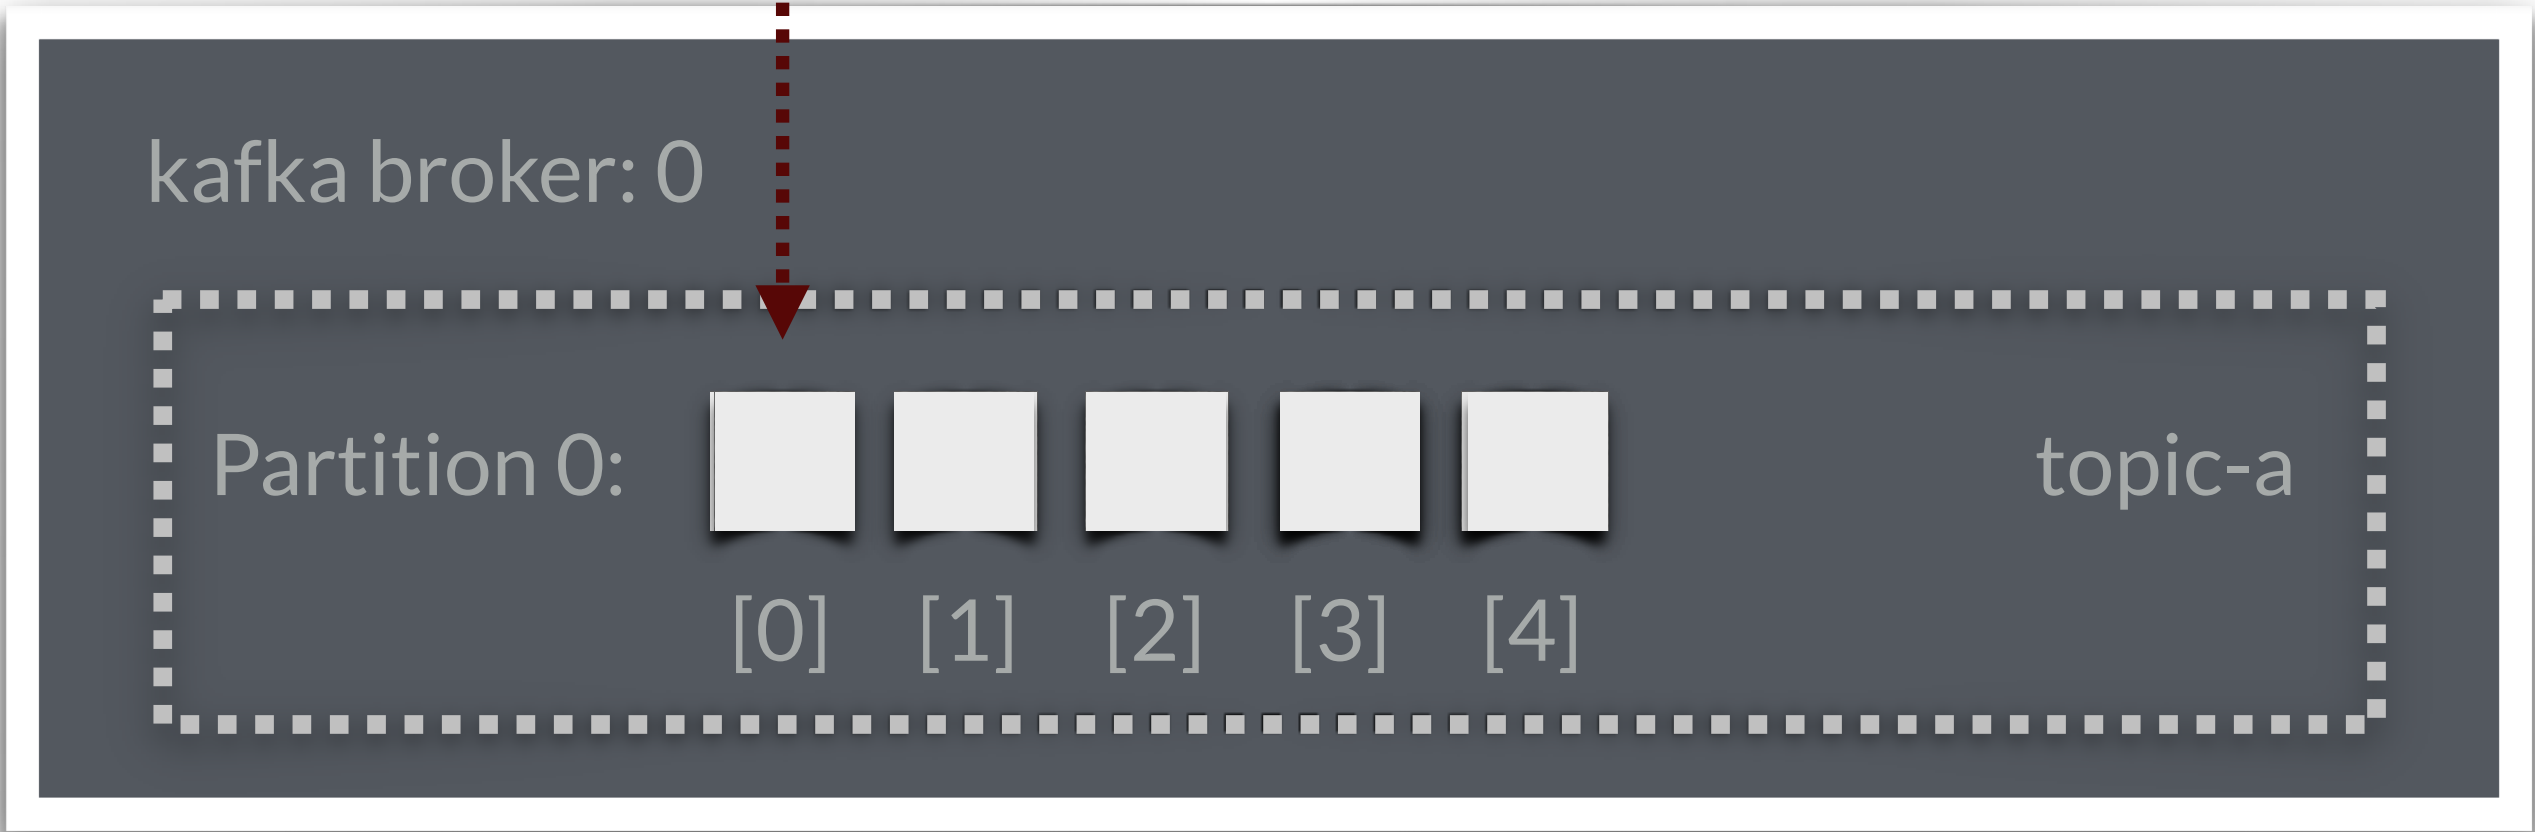 kafka broker: 0
Partition 0:
topic-a
[0] [1] [2] [3] [4]